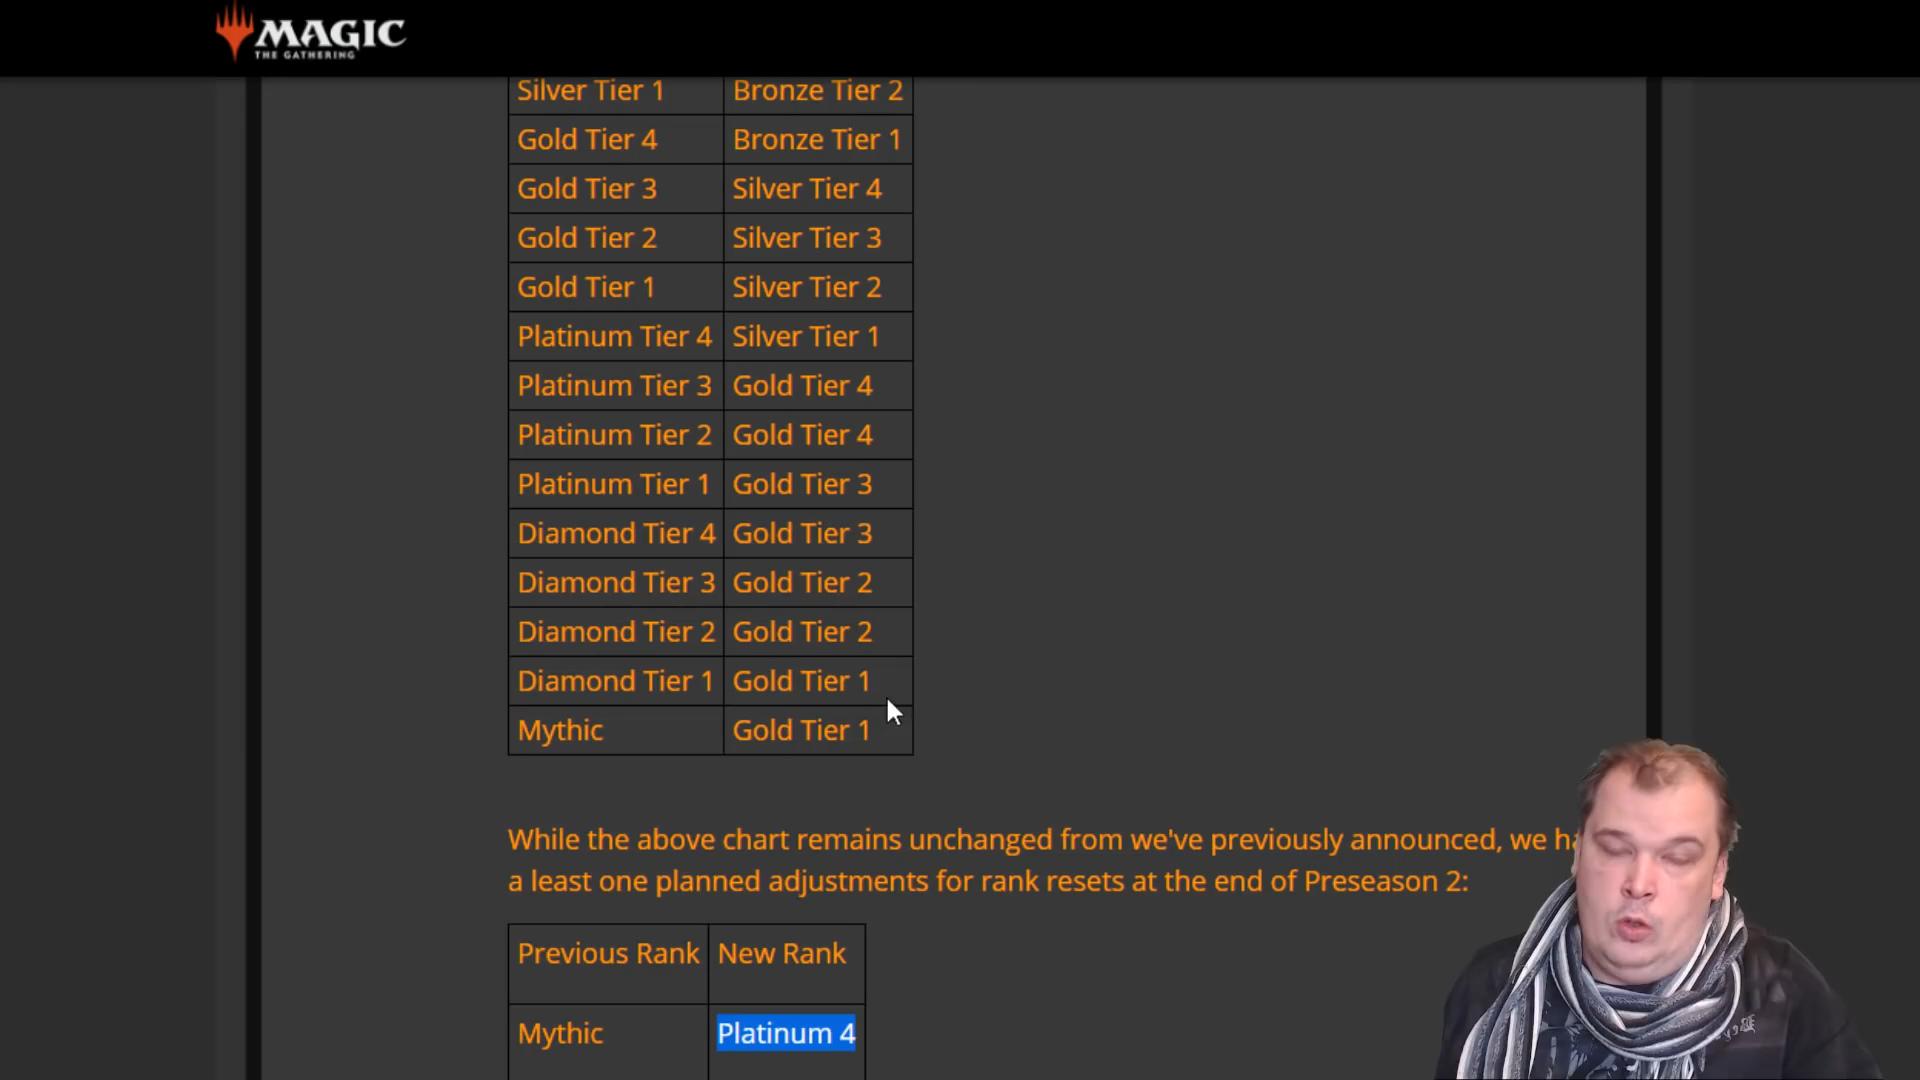 MAGIC
THE GATHERING
Silver Tier 1 Bronze Tier 2
Gold Tier 4 Bronze Tier 1
Gold Tier 3 Silver Tier 4
Gold Tier 2 Silver Tier 3
Gold Tier 1 Silver Tier 2
Platinum Tier 4 Silver Tier 1
Platinum Tier 3 Gold Tier 4
Platinum Tier 2 Gold Tier 4
Platinum Tier 1 Gold Tier 3
Diamond Tier 4 Gold Tier 3
Diamond Tier 3 Gold Tier 2
Diamond Tier 2 Gold Tier 2
Diamond Tier 1 Gold Tier 1
Mythic Gold Tier 1
While the above chart remains unchanged from we've previously announced, we
a least one planned adjustments for rank resets at the end of Preseason 2:
Previous Rank New Rank
Mythic Platinum 4